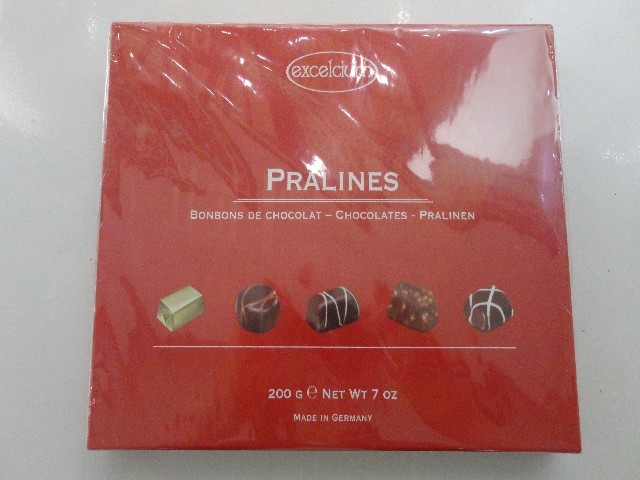 excelcium
PRALINES
BONBONS DE CHOCOLAT – CHOCOLATES - PRALINEN
200 G ℮ NET WT 7 OZ
MADE IN GERMANY